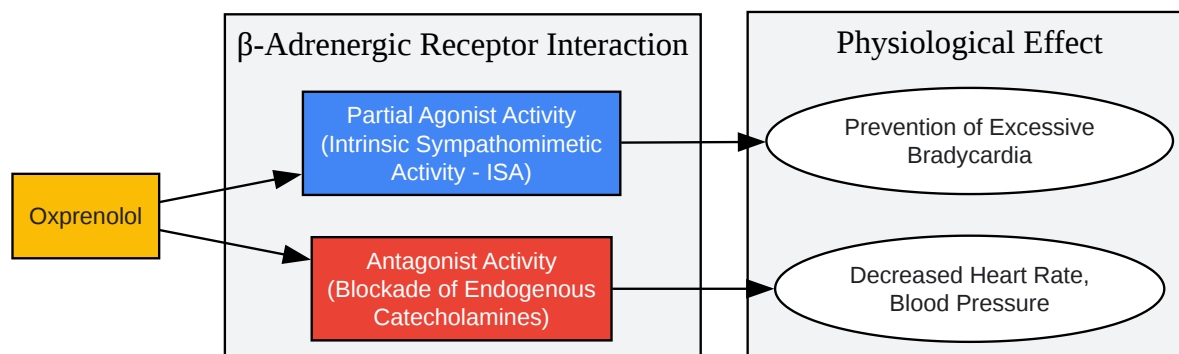 β-Adrenergic Receptor Interaction
Physiological Effect
Partial Agonist Activity
(Intrinsic Sympathomimetic
Activity - ISA)
Prevention of Excessive
Bradycardia
Oxprenolol
Antagonist Activity
(Blockade of Endogenous
Catecholamines)
Decreased Heart Rate,
Blood Pressure